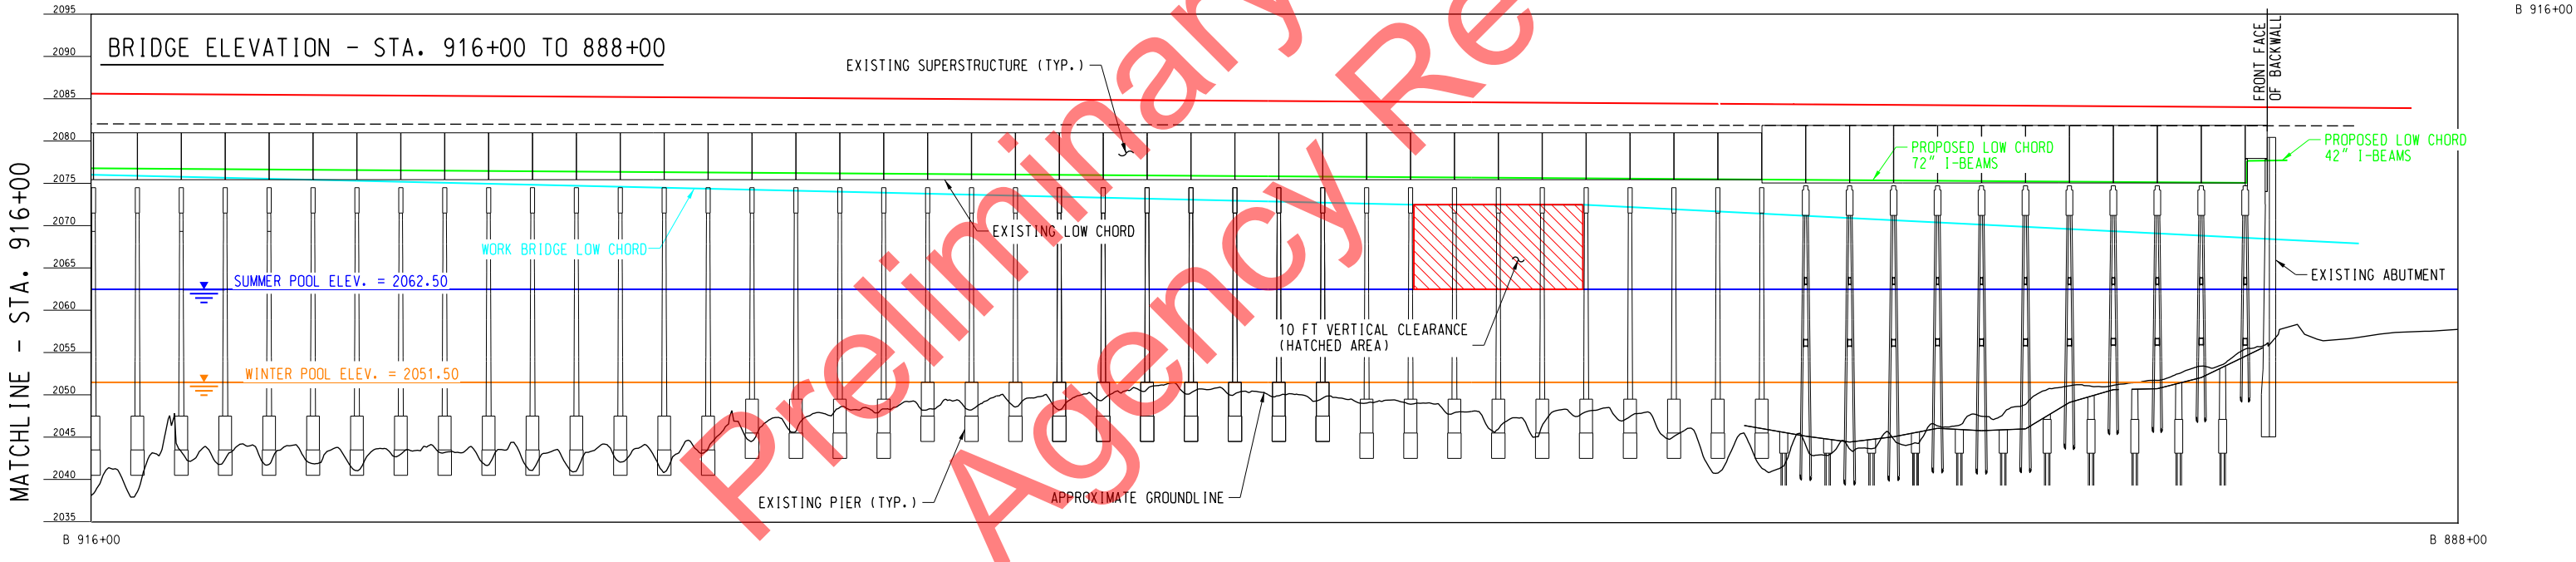 B 916+00
2095
2090
2085
2080
2075
2070
2065
2060
2055
2050
2045
2040
2035
MATCHLINE - STA. 916+00
BRIDGE ELEVATION - STA. 916+00 TO 888+00
EXISTING SUPERSTRUCTURE (TYP.)
FRONT FACE
OF BACKWALL
PROPOSED LOW CHORD
72" I-BEAMS
PROPOSED LOW CHORD
42" I-BEAMS
EXISTING LOW CHORD
WORK BRIDGE LOW CHORD
SUMMER POOL ELEV. = 2062.50
EXISTING ABUTMENT
10 FT VERTICAL CLEARANCE
(HATCHED AREA)
WINTER POOL ELEV. = 2051.50
EXISTING PIER (TYP.)
APPROXIMATE GROUNDLINE
B 916+00
B 888+00
Preliminary
Agency Re